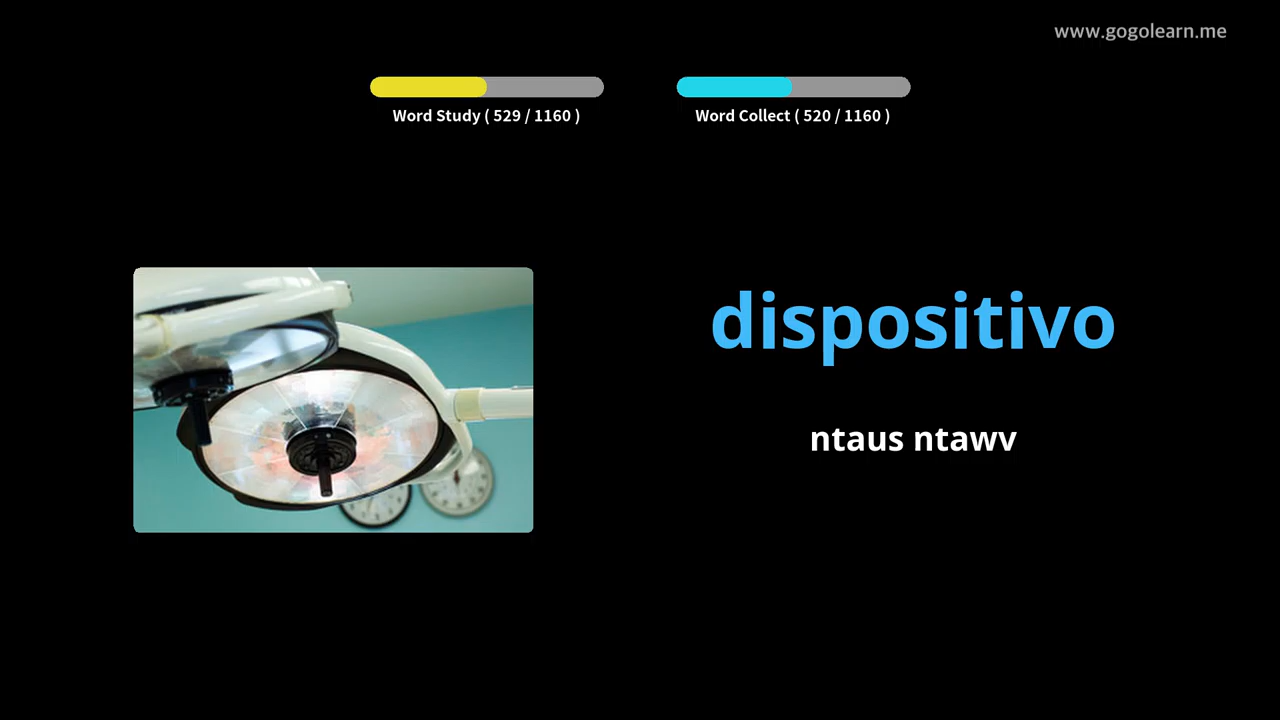 www.gogolearn.me
Word Study ( 529 / 1160 )
Word Collect ( 520 / 1160 )
dispositivo
ntaus ntawv